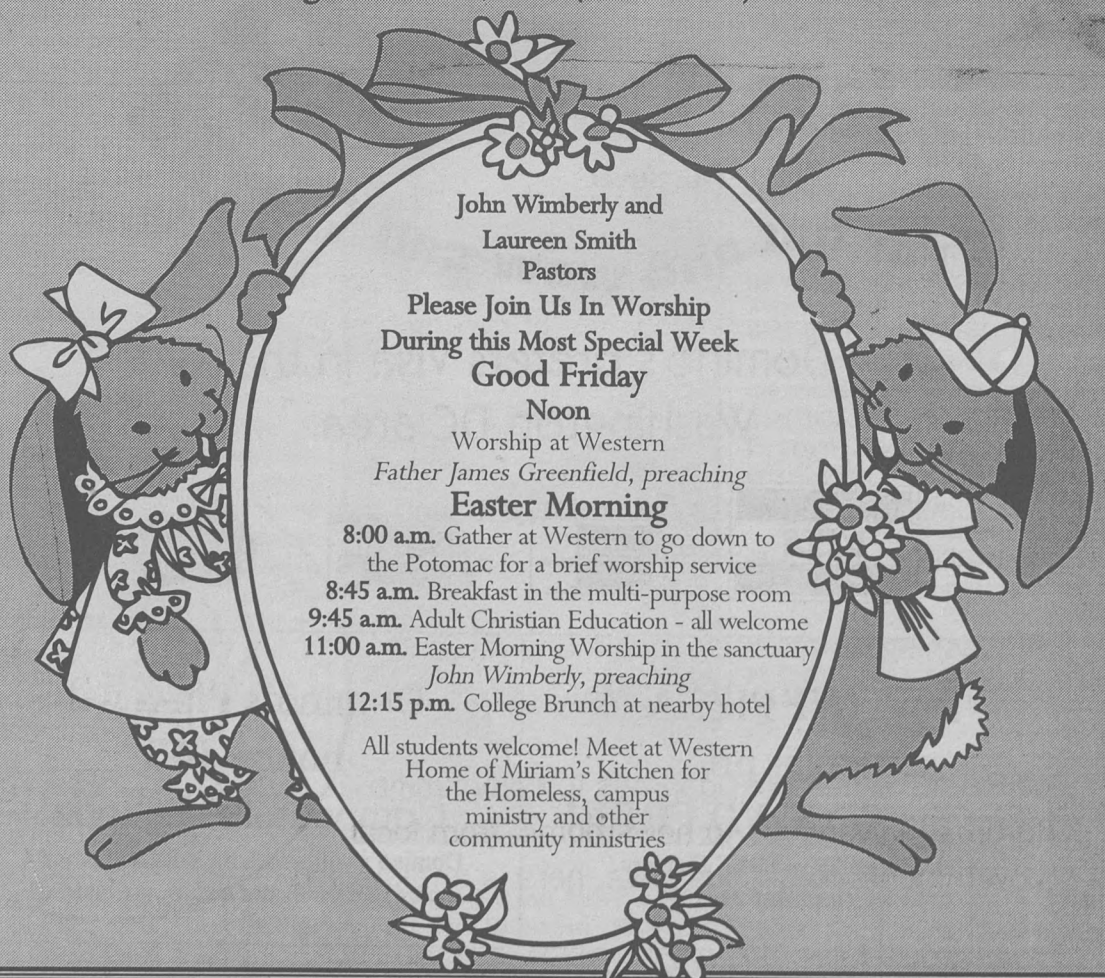 John Wimberly and
Laureen Smith
Pastors
Please Join Us In Worship
During this Most Special Week
Good Friday
Noon
Worship at Western
Father James Greenfield, preaching
Easter Morning
8:00 a.m. Gather at Western to go down to
the Potomac for a brief worship service
8:45 a.m. Breakfast in the multi-purpose room
9:45 a.m. Adult Christian Education - all welcome
11:00 a.m. Easter Morning Worship in the sanctuary
John Wimberly, preaching
12:15 p.m. College Brunch at nearby hotel
All students welcome! Meet at Western
Home of Miriam's Kitchen for
the Homeless, campus
ministry and other
community ministries